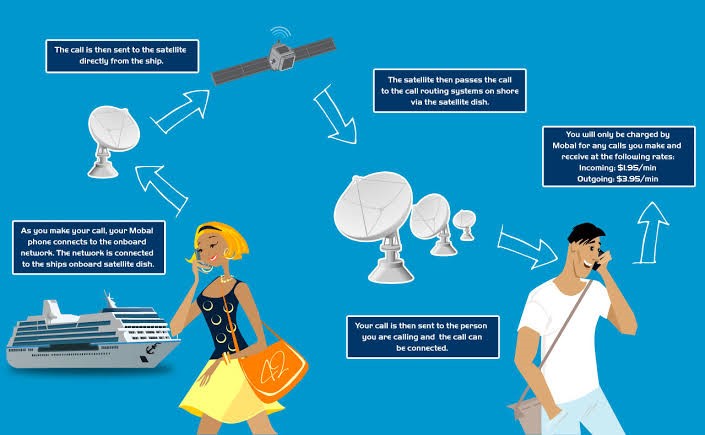 The call is then sent to the satellite
directly from the ship.
The satellite then passes the call
to the call routing systems on shore
via the satellite dish.
You will only be charged by
Mobal for any calls you make and
receive at the following rates:
Incoming: $1.95/min
Outgoing: $3.95/min
As you make your call, your Mobal
phone connects to the onboard
network. The network is connected
to the ships onboard satellite dish.
Your call is then sent to the person
you are calling and the call can
be connected.
42